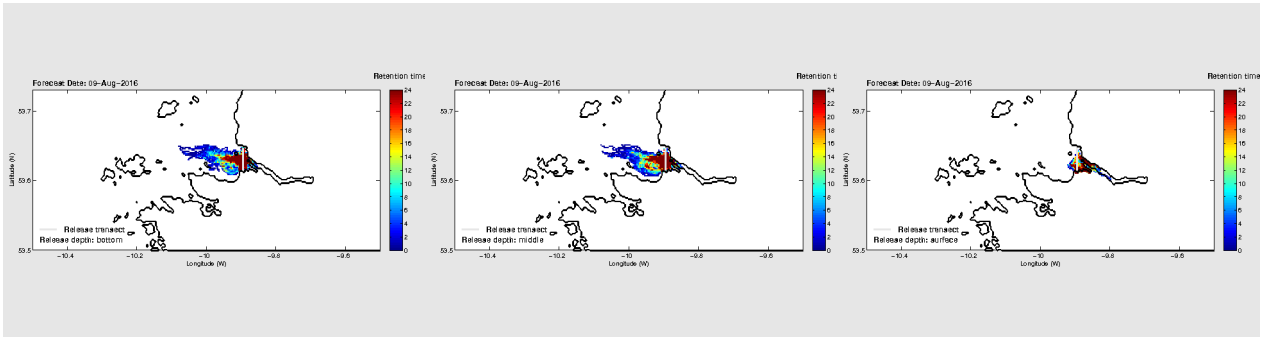 Forecast Date: 09-Aug-2016
Retention time
24
22
20
18
16
14
12
10
8
6
4
2
0
53.7
53.6
53.5
Latitude (N)
Release transect
Release depth: bottom
−10.4 −10.2 −10 −9.8 −9.6
Longitude (W)
Forecast Date: 09-Aug-2016
Retention ti
24
22
20
18
16
14
12
10
8
6
4
2
0
53.7
53.6
53.5
Latitude (N)
Release transect
Release depth: middle
−10.4 −10.2 −10 −9.8 −9.6
Longitude (W)
Forecast Date: 09-Aug-2016
Retention time
24
22
20
18
16
14
12
10
8
6
4
2
0
53.7
53.6
53.5
Latitude (N)
Release transect
Release depth: surface
−10.4 −10.2 −10 −9.8 −9.6
Longitude (W)